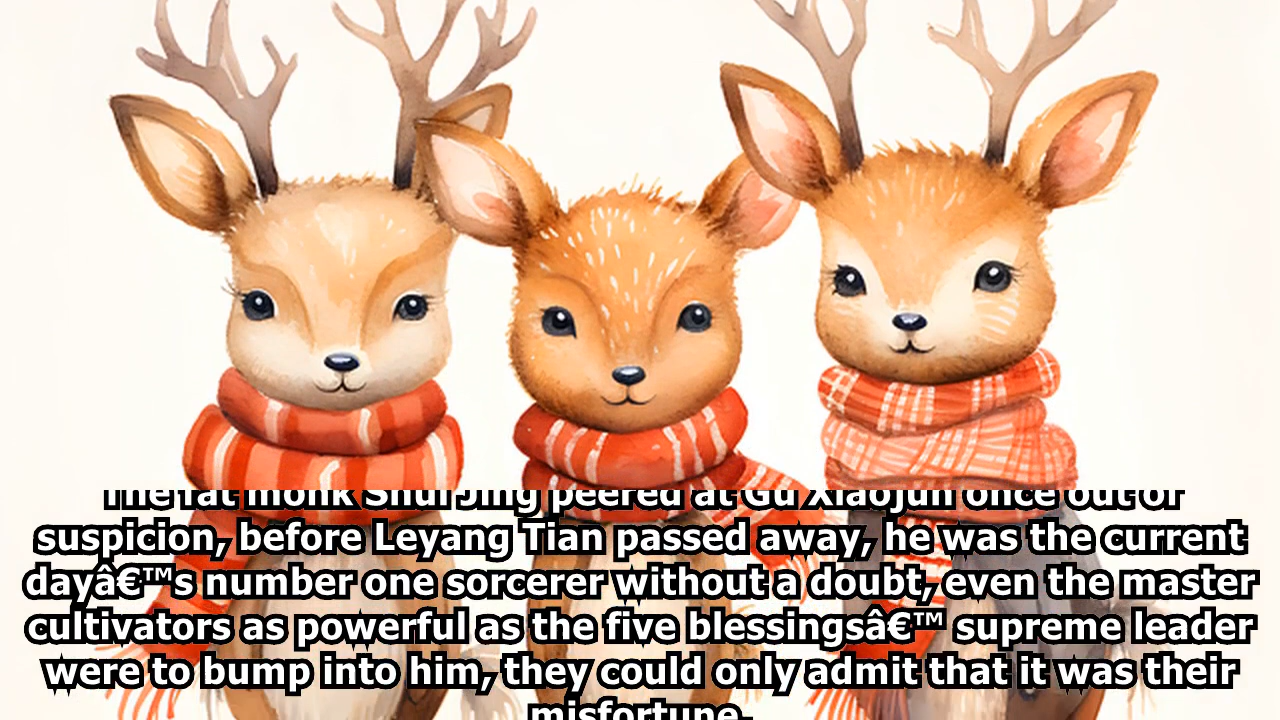 The fat monk Shui Jing peered at Gu Xiaojun once out of
suspicion, before Leyang Tian passed away, he was the current
dayâ€™s number one sorcerer without a doubt, even the master
cultivators as powerful as the five blessingsâ€™ supreme leader
were to bump into him, they could only admit that it was their
misfortune.